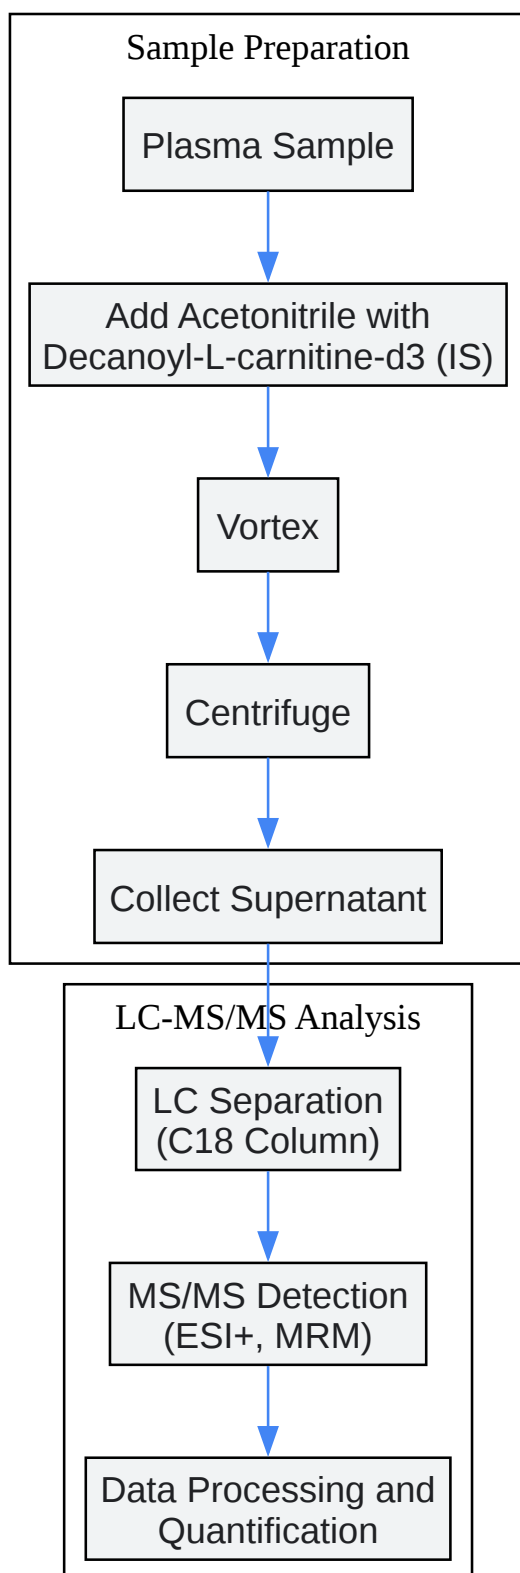 Sample Preparation
Plasma Sample
Add Acetonitrile with
Decanoyl-L-carnitine-d3 (IS)
Vortex
Centrifuge
Collect Supernatant
LC-MS/MS Analysis
LC Separation
(C18 Column)
MS/MS Detection
(ESI+, MRM)
Data Processing and
Quantification